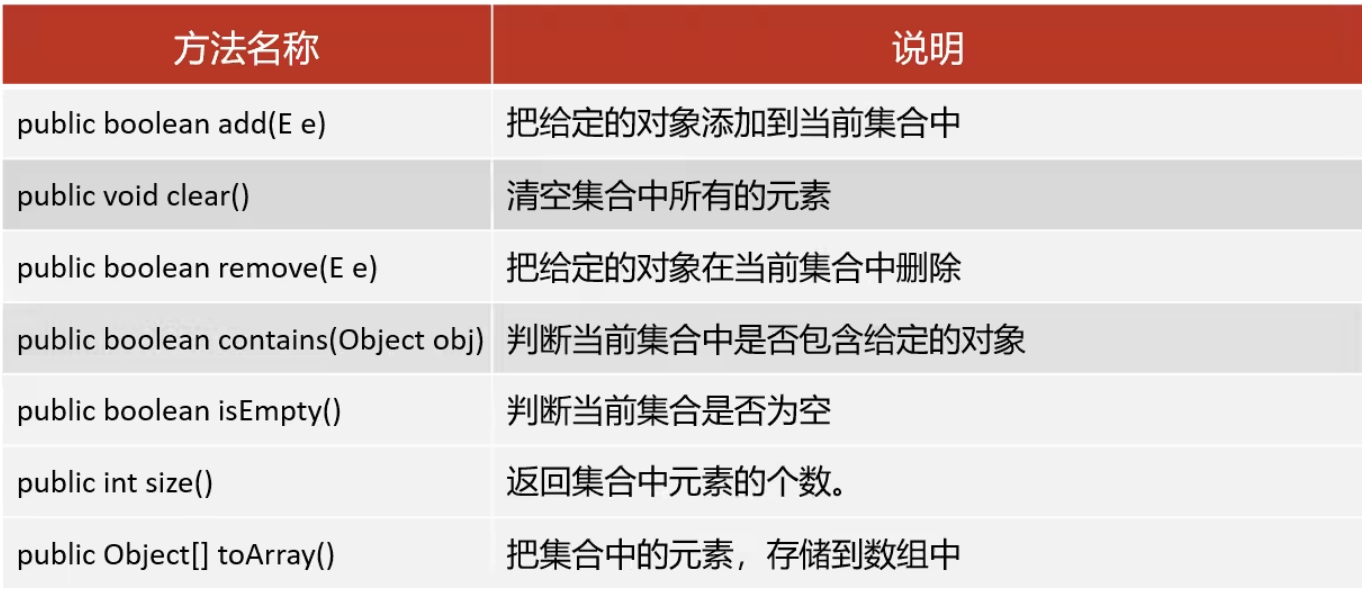 方法名称 说明
public boolean add(E e) 把给定的对象添加到当前集合中
public void clear() 清空集合中所有的元素
public boolean remove(E e) 把给定的对象在当前集合中删除
public boolean contains(Object obj) 判断当前集合中是否包含给定的对象
public boolean isEmpty() 判断当前集合是否为空
public int size() 返回集合中元素的个数。
public Object[] toArray() 把集合中的元素，存储到数组中